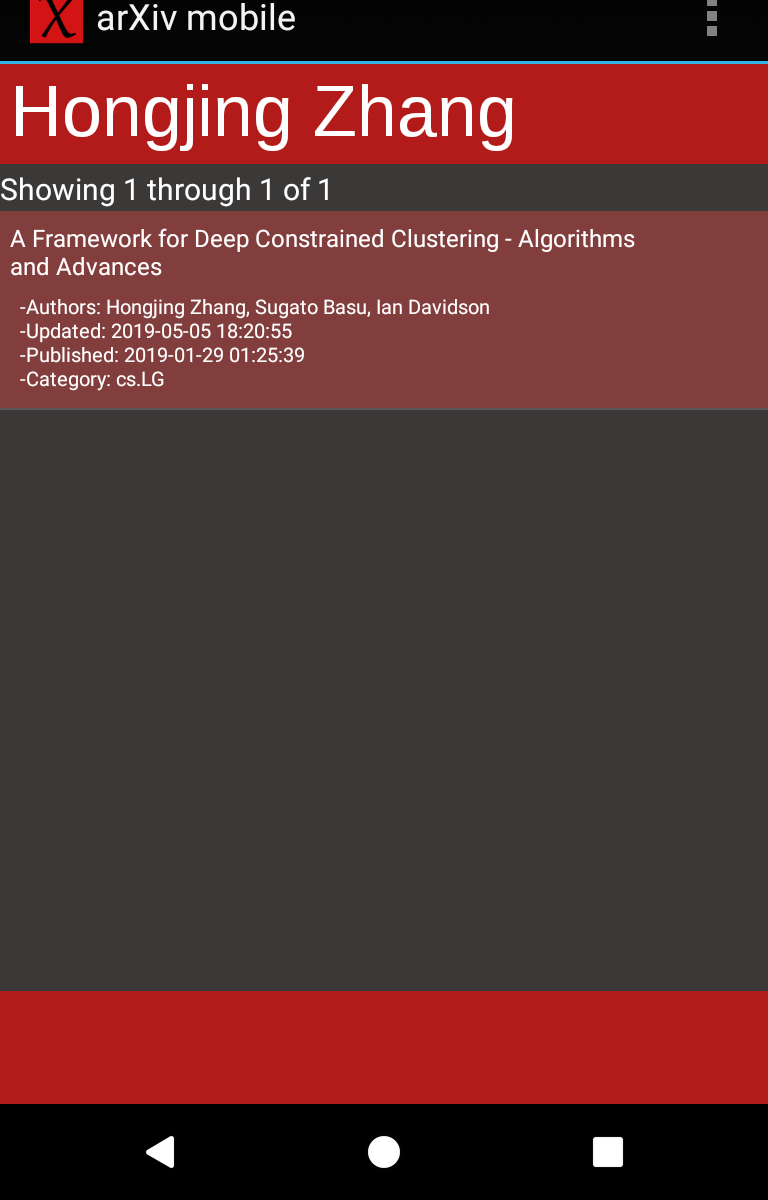 X arXiv mobile
Hongjing Zhang
Showing 1 through 1 of 1
A Framework for Deep Constrained Clustering - Algorithms
and Advances
-Authors: Hongjing Zhang, Sugato Basu, Ian Davidson
-Updated: 2019-05-05 18:20:55
-Published: 2019-01-29 01:25:39
-Category: cs.LG